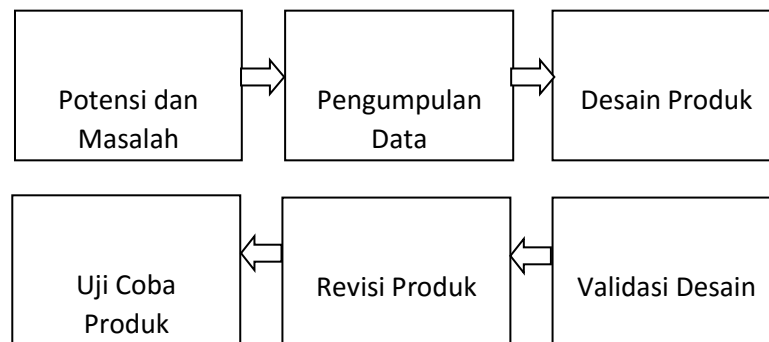 Potensi dan
Masalah
Pengumpulan
Data
Desain Produk
Uji Coba
Produk
Revisi Produk
Validasi Desain